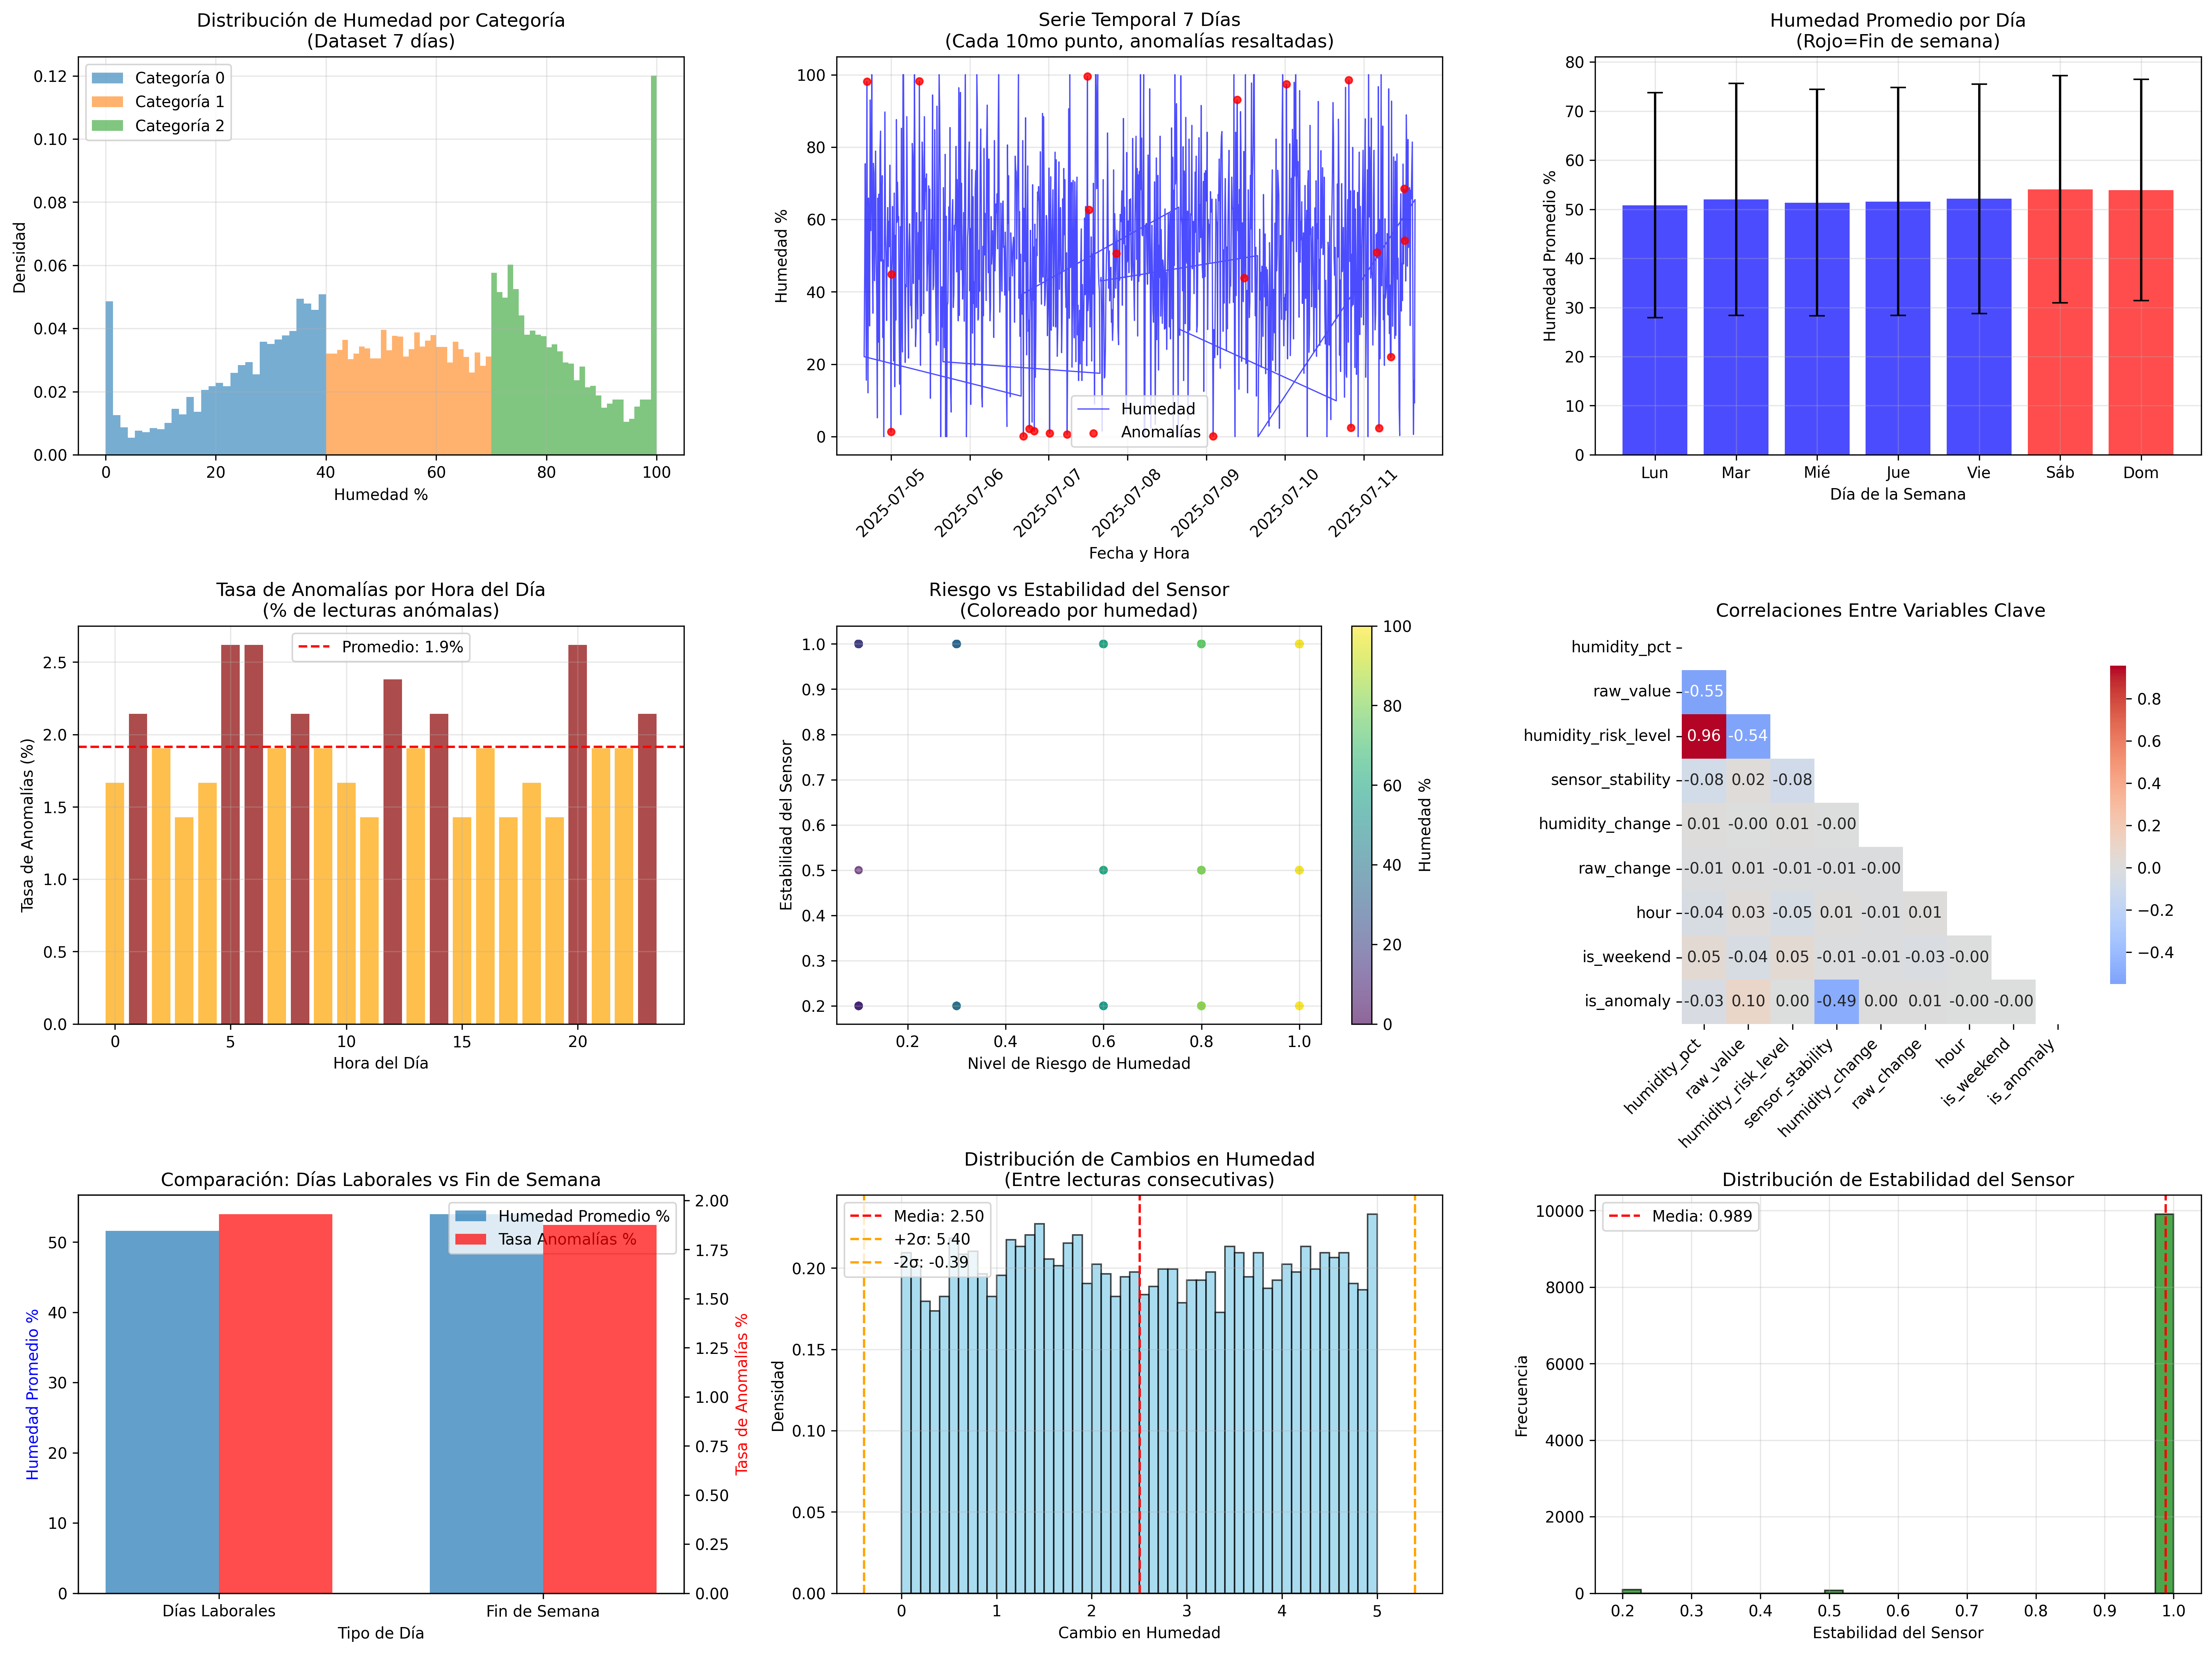 Distribución de Humedad por Categoría
(Dataset 7 días)
Categoría 0
Categoría 1
Categoría 2
0.12
0.10
0.08
0.06
0.04
0.02
0.00
Densidad
0 20 40 60 80 100
Humedad %
Serie Temporal 7 Días
(Cada 10mo punto, anomalías resaltadas)
100
80
60
40
20
0
Humedad %
Humedad
Anomalías
2025-07-05 2025-07-06 2025-07-07 2025-07-08 2025-07-09 2025-07-10 2025-07-11
Fecha y Hora
Humedad Promedio por Día
(Rojo=Fin de semana)
80
70
60
50
40
30
20
10
0
Humedad Promedio %
Lun Mar Mié Jue Vie Sáb Dom
Día de la Semana
Tasa de Anomalías por Hora del Día
(% de lecturas anómalas)
Promedio: 1.9%
2.5
2.0
1.5
1.0
0.5
0.0
Tasa de Anomalías (%)
0 5 10 15 20
Hora del Día
Riesgo vs Estabilidad del Sensor
(Coloreado por humedad)
1.0
0.9
0.8
0.7
0.6
0.5
0.4
0.3
0.2
Estabilidad del Sensor
0.2 0.4 0.6 0.8 1.0
Nivel de Riesgo de Humedad
100
80
60
40
20
0
Humedad %
Correlaciones Entre Variables Clave
humidity_pct
raw_value -0.55
humidity_risk_level 0.96 -0.54
sensor_stability -0.08 0.02 -0.08
humidity_change 0.01 -0.00 0.01 -0.00
raw_change -0.01 0.01 -0.01 -0.01 -0.00
hour -0.04 0.03 -0.05 0.01 -0.01 0.01
is_weekend 0.05 -0.04 0.05 -0.01 -0.01 -0.03 -0.00
is_anomaly -0.03 0.10 0.00 -0.49 0.00 0.01 -0.00 -0.00
humidity_pct raw_value humidity_risk_level sensor_stability humidity_change raw_change hour is_weekend is_anomaly
0.8
0.6
0.4
0.2
0.0
−0.2
−0.4
Comparación: Días Laborales vs Fin de Semana
Humedad Promedio %
Tasa Anomalías %
50
40
30
20
10
0
Humedad Promedio %
2.00
1.75
1.50
1.25
1.00
0.75
0.50
0.25
0.00
Tasa de Anomalías %
Días Laborales Fin de Semana
Tipo de Día
Distribución de Cambios en Humedad
(Entre lecturas consecutivas)
Media: 2.50
+2σ: 5.40
-2σ: -0.39
0.20
0.15
0.10
0.05
0.00
Densidad
0 1 2 3 4 5
Cambio en Humedad
Distribución de Estabilidad del Sensor
Media: 0.989
10000
8000
6000
4000
2000
0
Frecuencia
0.2 0.3 0.4 0.5 0.6 0.7 0.8 0.9 1.0
Estabilidad del Sensor